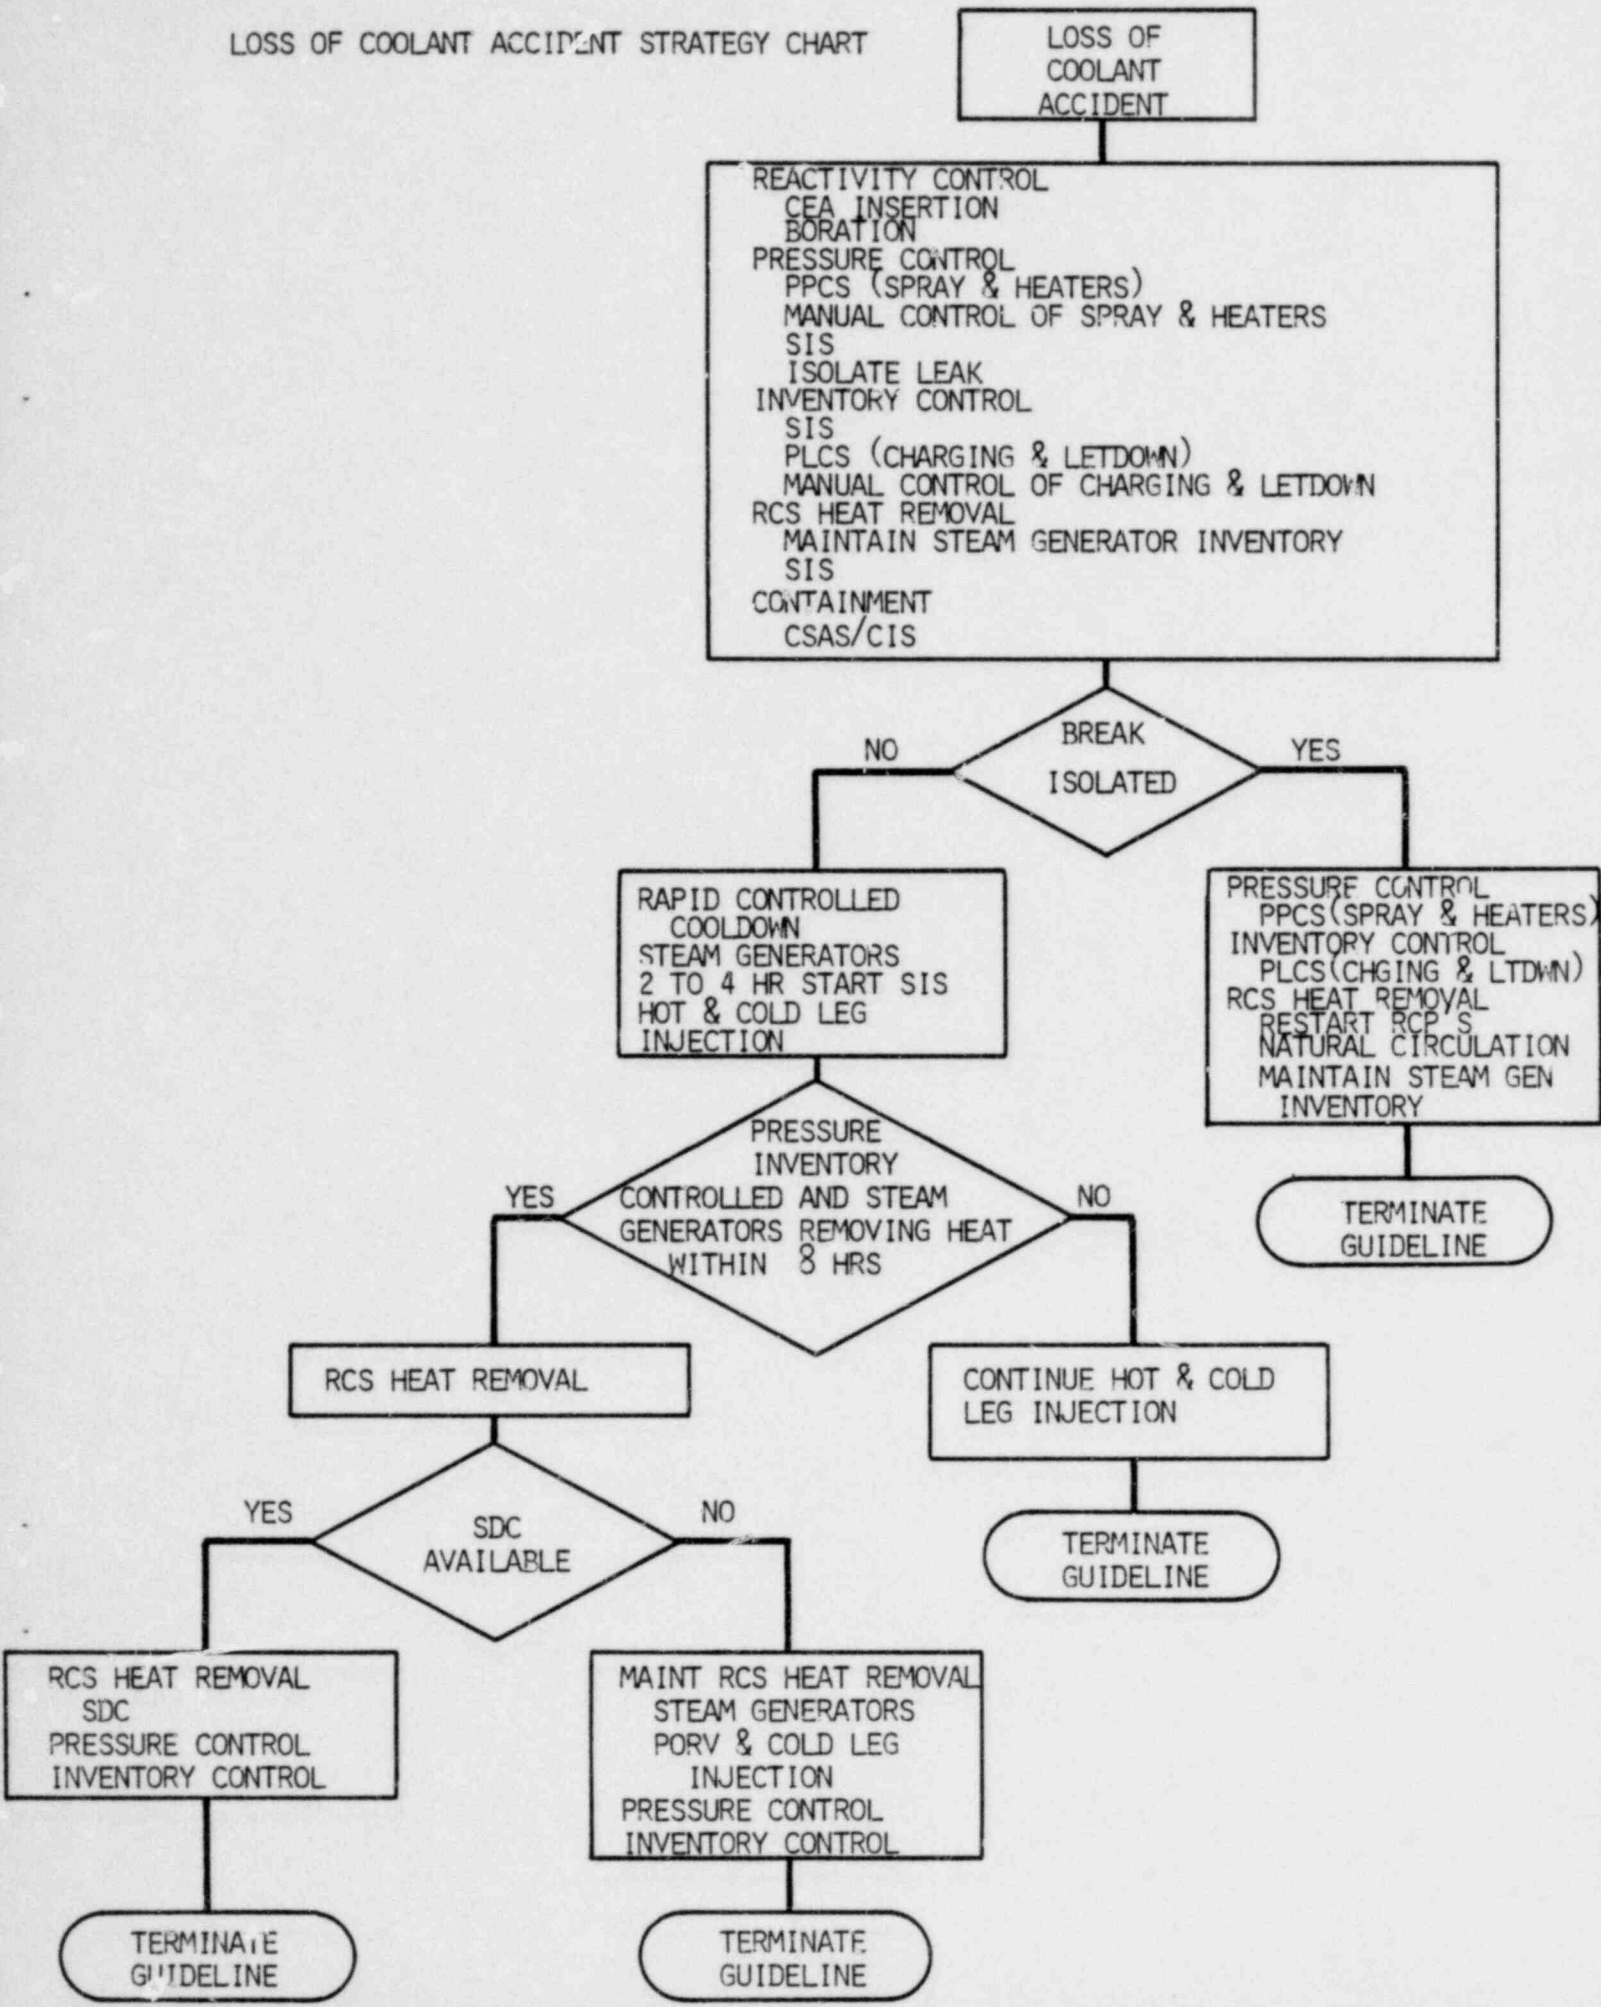 LOSS OF COOLANT ACCIDENT STRATEGY CHART
LOSS OF
COOLANT
ACCIDENT
REACTIVITY CONTROL
CEA INSERTION
BORATION
PRESSURE CONTROL
PPCS (SPRAY & HEATERS)
MANUAL CONTROL OF SPRAY & HEATERS
SIS
ISOLATE LEAK
INVENTORY CONTROL
SIS
PLCS (CHARGING & LETDOWN)
MANUAL CONTROL OF CHARGING & LETDOWN
RCS HEAT REMOVAL
MAINTAIN STEAM GENERATOR INVENTORY
SIS
CONTAINMENT
CSAS/CIS
BREAK
ISOLATED
NO
YES
RAPID CONTROLLED
COOLDOWN
STEAM GENERATORS
2 TO 4 HR START SIS
HOT & COLD LEG
INJECTION
PRESSURE CONTROL
PPCS(SPRAY & HEATERS)
INVENTORY CONTROL
PLCS(CHGING & LTDWN)
RCS HEAT REMOVAL
RESTART RCP S
NATURAL CIRCULATION
MAINTAIN STEAM GEN
INVENTORY
TERMINATE
GUIDELINE
PRESSURE
INVENTORY
CONTROLLED AND STEAM
GENERATORS REMOVING HEAT
WITHIN 8 HRS
YES
NO
RCS HEAT REMOVAL
CONTINUE HOT & COLD
LEG INJECTION
TERMINATE
GUIDELINE
SDC
AVAILABLE
YES
NO
RCS HEAT REMOVAL
SDC
PRESSURE CONTROL
INVENTORY CONTROL
MAINT RCS HEAT REMOVAL
STEAM GENERATORS
PORV & COLD LEG
INJECTION
PRESSURE CONTROL
INVENTORY CONTROL
TERMINATE
GUIDELINE
TERMINATE
GUIDELINE